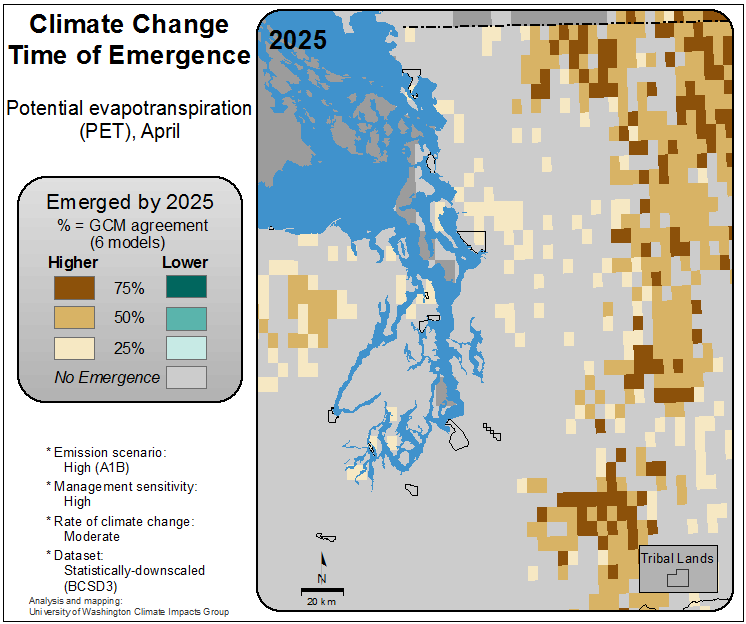 Climate Change
Time of Emergence
Potential evapotranspiration
(PET), April
Emerged by 2025
% = GCM agreement
(6 models)
Higher Lower
75%
50%
25%
No Emergence
* Emission scenario:
High (A1B)
* Management sensitivity:
High
* Rate of climate change:
Moderate
* Dataset:
Statistically-downscaled
(BCSD3)
Analysis and mapping:
University of Washington Climate Impacts Group
2025
N
20 km
Tribal Lands